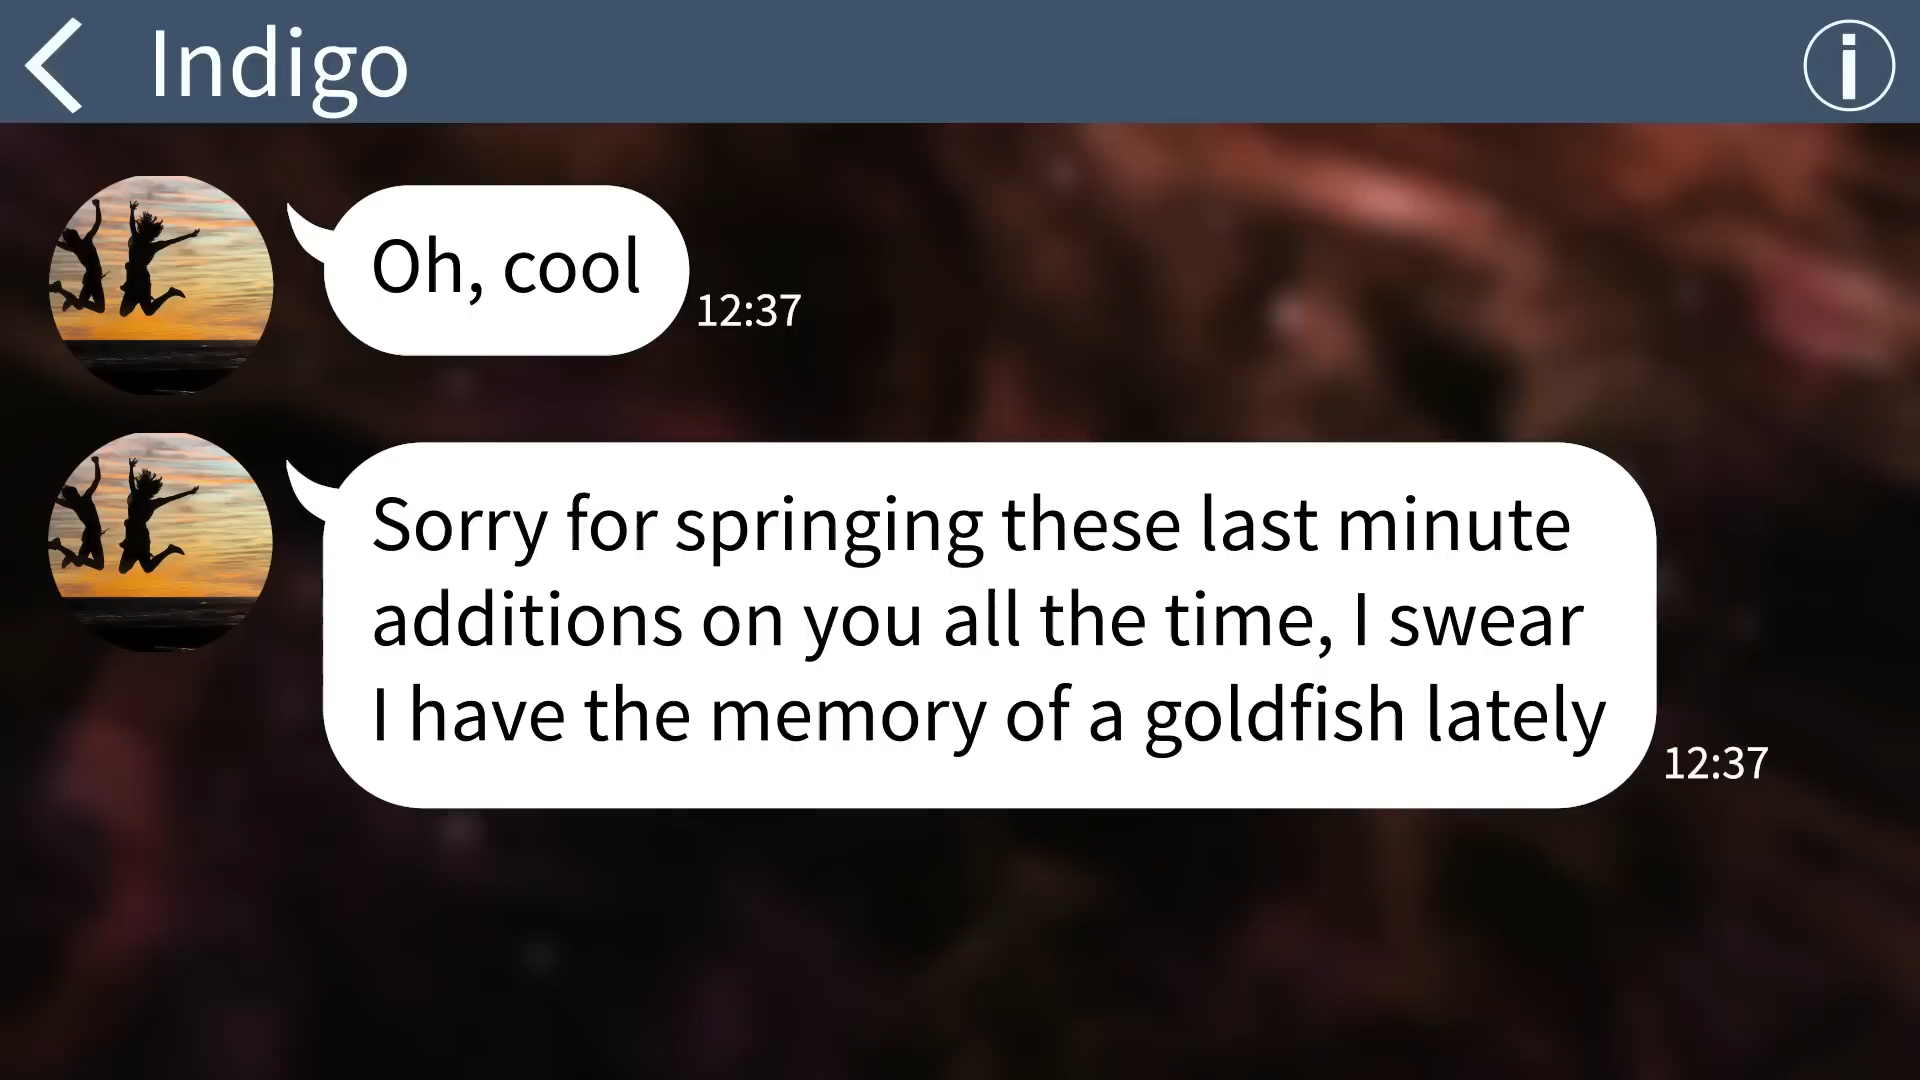 Indigo
Oh, cool
12:37
Sorry for springing these last minute
additions on you all the time, I swear
I have the memory of a goldfish lately
12:37